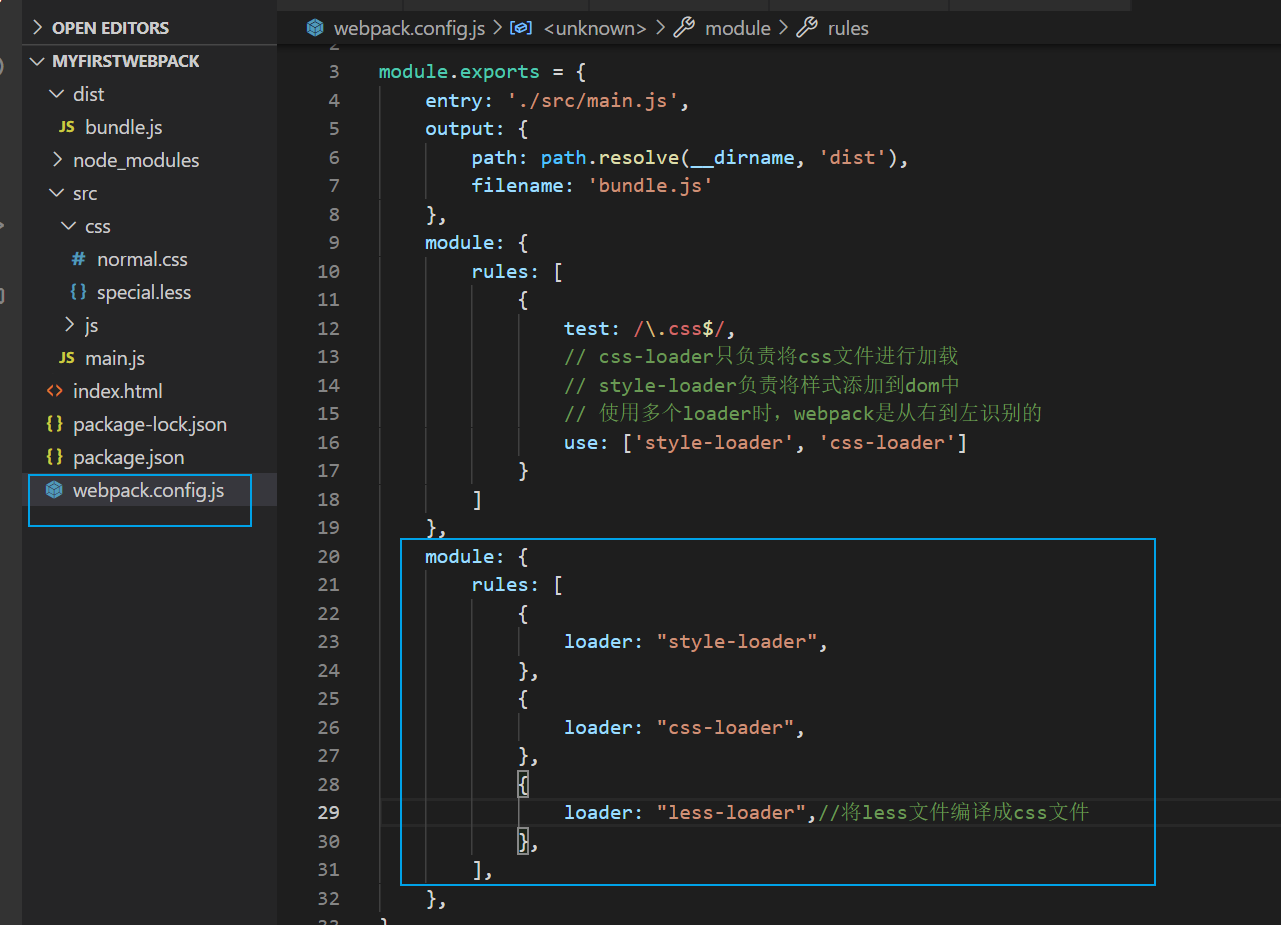 OPEN EDITORS
MYFIRSTWEBPACK
dist
JS bundle.js
node_modules
src
css
# normal.css
{} special.less
js
JS main.js
<> index.html
{} package-lock.json
{} package.json
webpack.config.js
webpack.config.js > <unknown> > module > rules
2
3 module.exports = {
4 entry: './src/main.js',
5 output: {
6 path: path.resolve(__dirname, 'dist'),
7 filename: 'bundle.js'
8 },
9 module: {
10 rules: [
11 {
12 test: /\.css$/,
13 // css-loader只负责将css文件进行加载
14 // style-loader负责将样式添加到dom中
15 // 使用多个loader时，webpack是从右到左识别的
16 use: ['style-loader', 'css-loader']
17 }
18 ]
19 },
20 module: {
21 rules: [
22 {
23 loader: "style-loader",
24 },
25 {
26 loader: "css-loader",
27 },
28 {
29 loader: "less-loader",//将less文件编译成css文件
30 },
31 ],
32 },
33 }